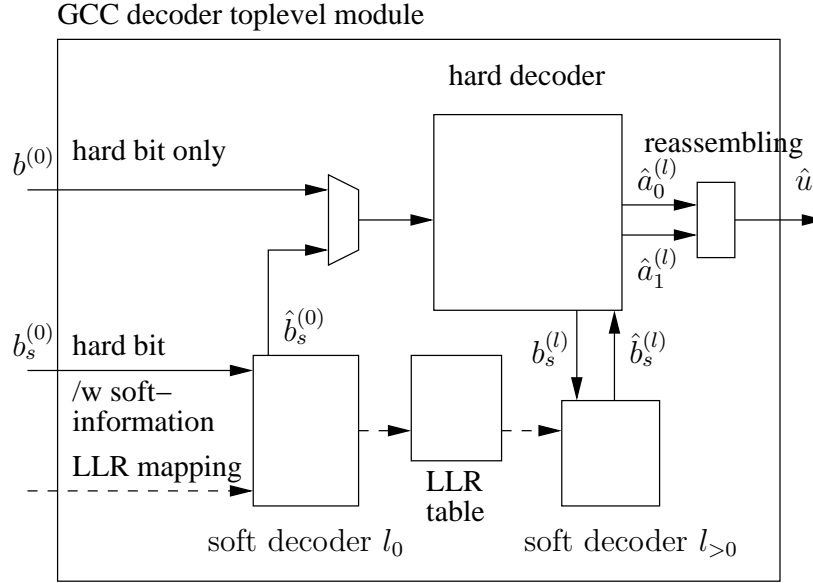 GCC decoder toplevel module
hard decoder
hard bit only
reassembling
b^{(0)}
â_0^{(l)}
û
â_1^{(l)}
b_s^{(0)}
hard bit
b̂_s^{(0)}
b_s^{(l)}
b̂_s^{(l)}
/w soft–
information
LLR mapping
LLR
table
soft decoder l_0
soft decoder l_{>0}